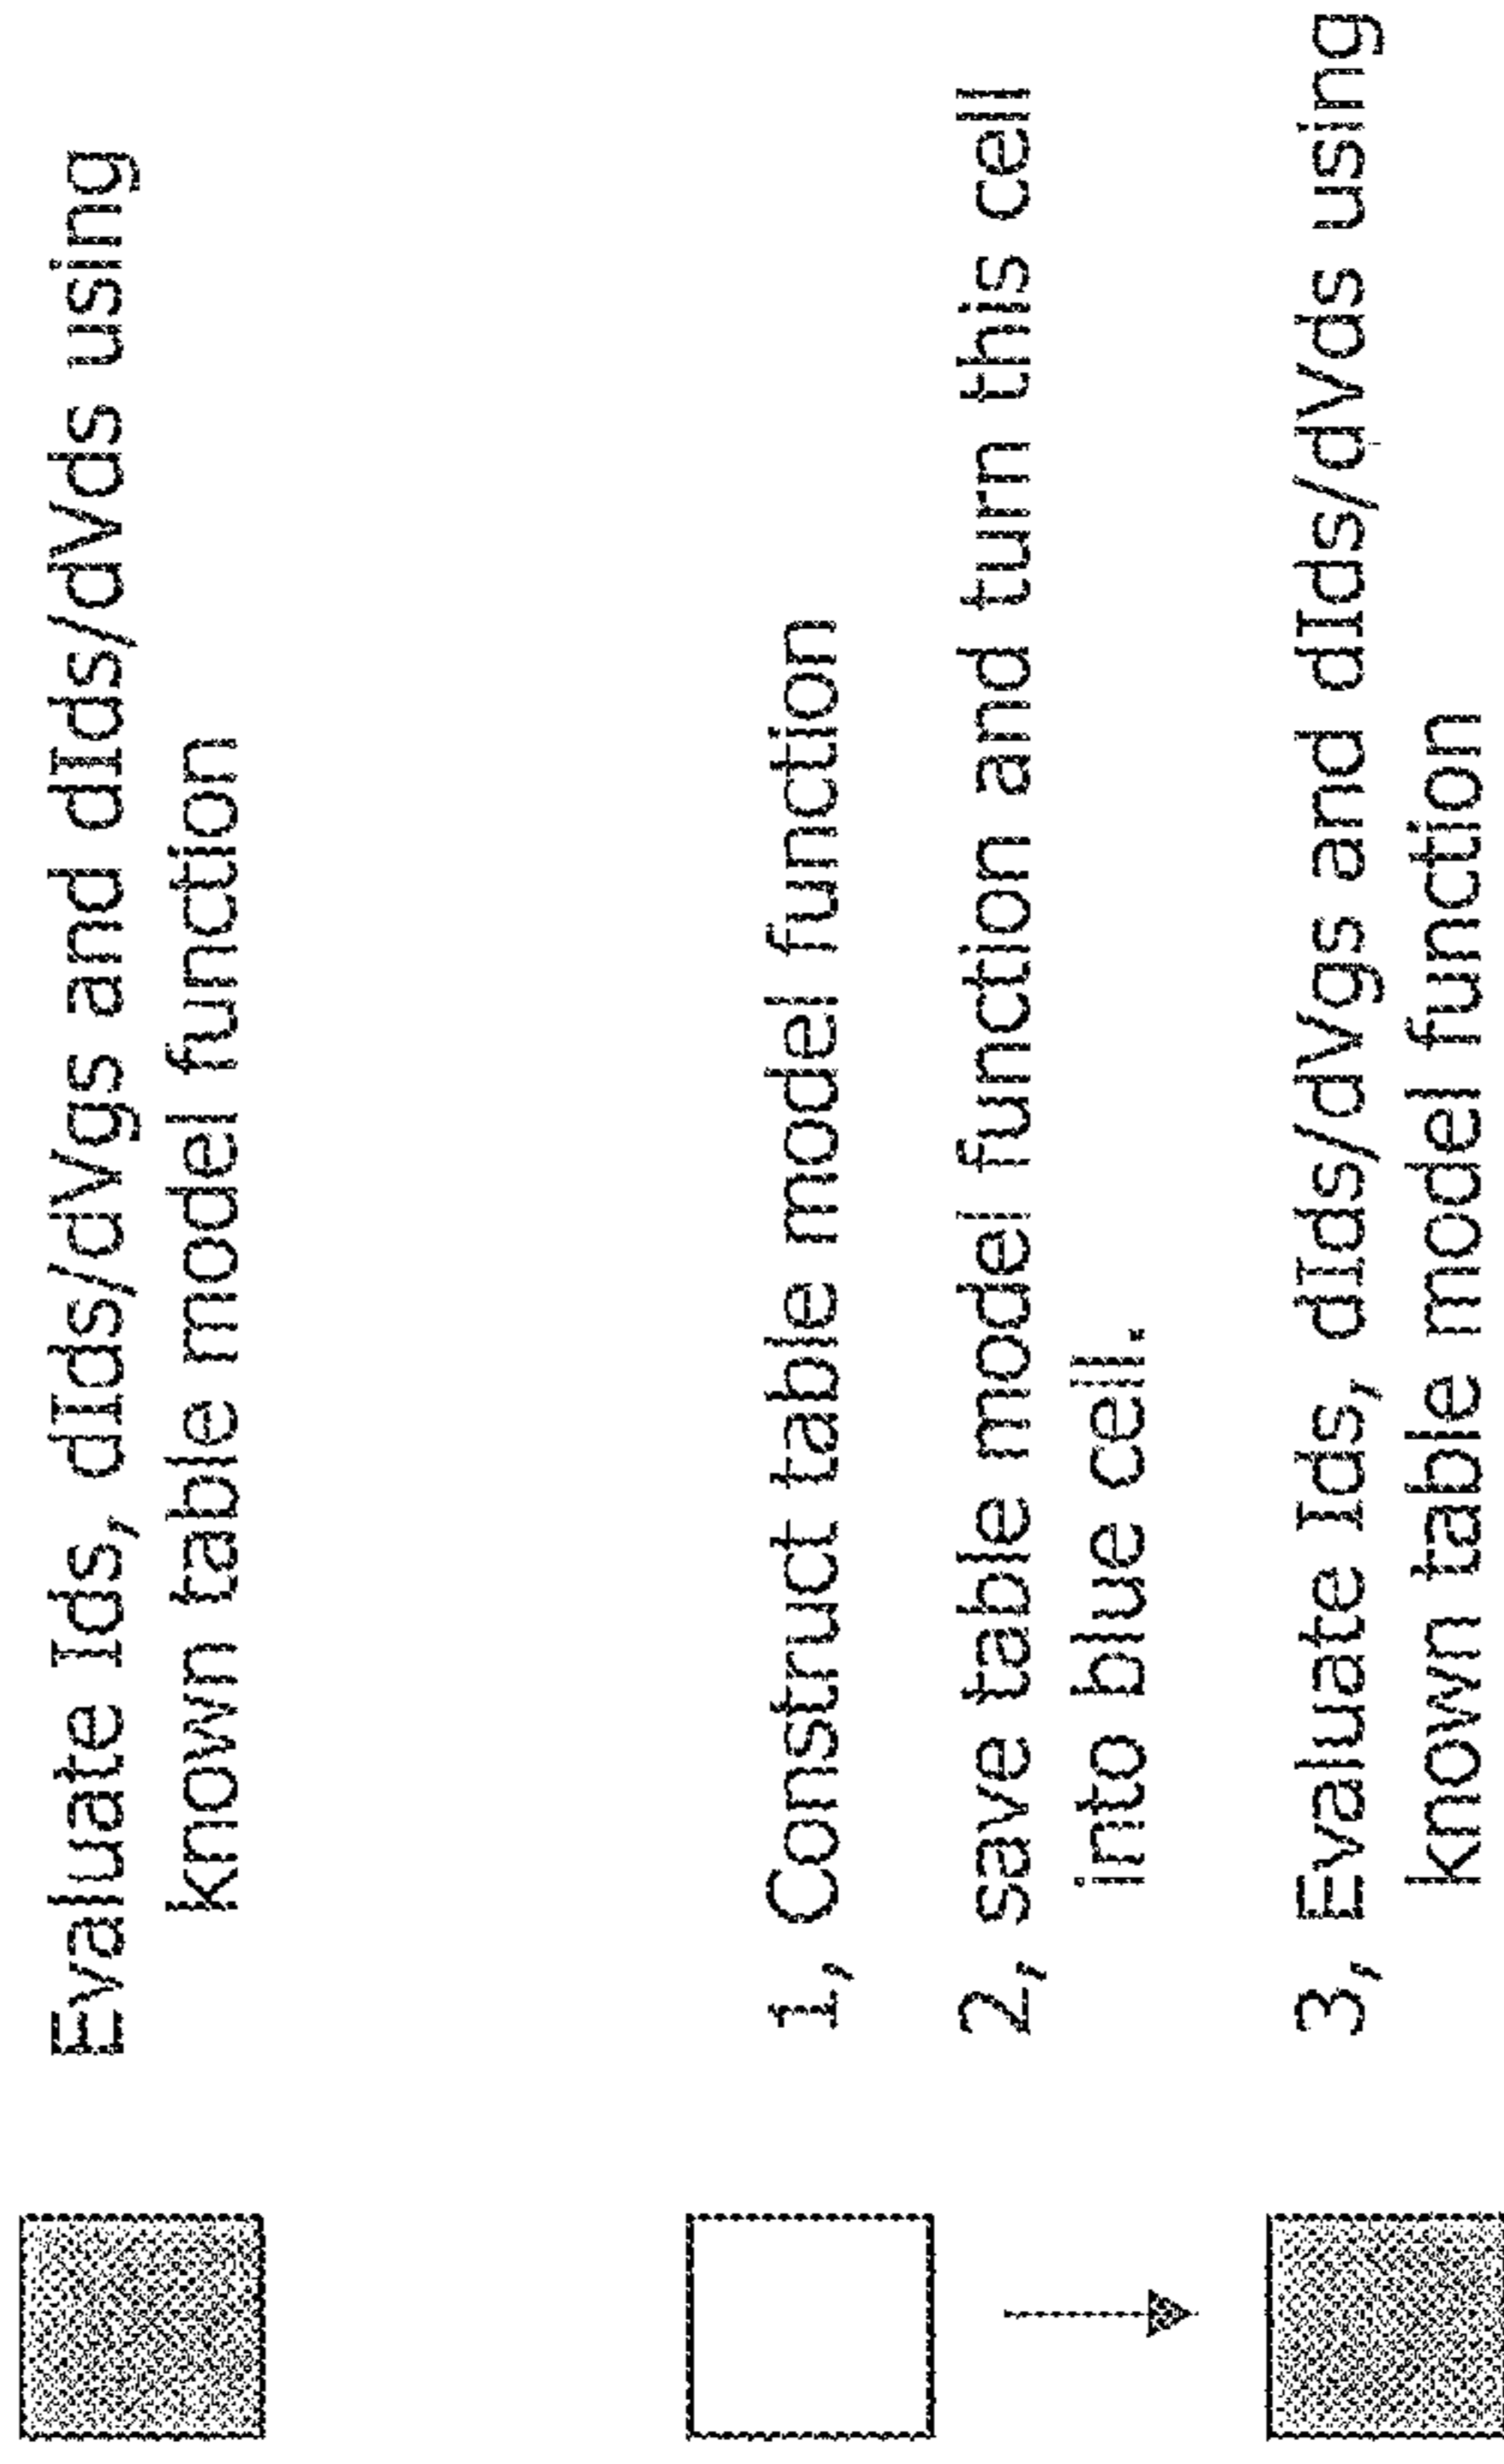 Evaluate Ids, dIds/dVgs and dIds/dVds using
known table model function
1, Construct table model function
2, save table model function and turn this cell
into blue cell.
3, Evaluate Ids, dIds/dVgs and dIds/dVds using
known table model function